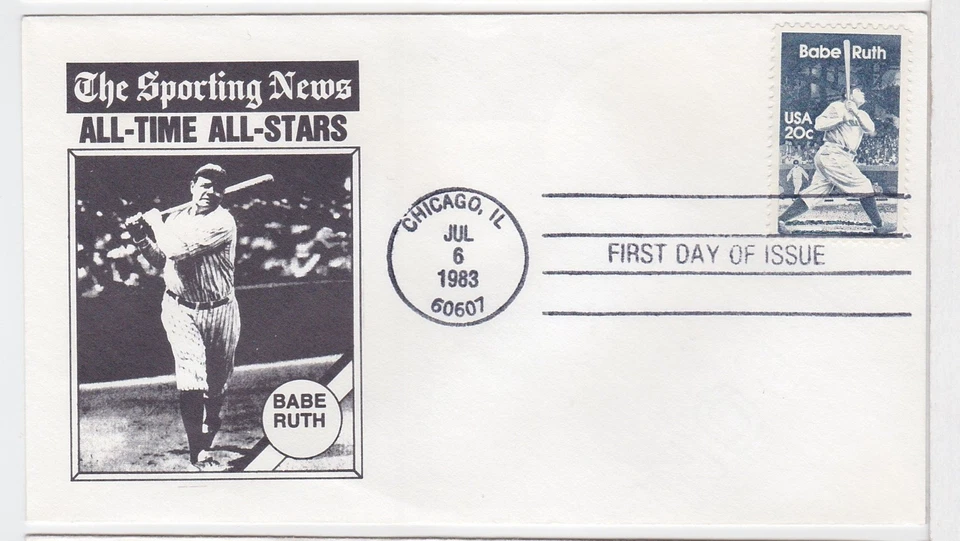 The Sporting News
ALL-TIME ALL-STARS
BABE
RUTH
CHICAGO, IL
JUL
6
1983
60607
FIRST DAY OF ISSUE
Babe Ruth
USA
20c